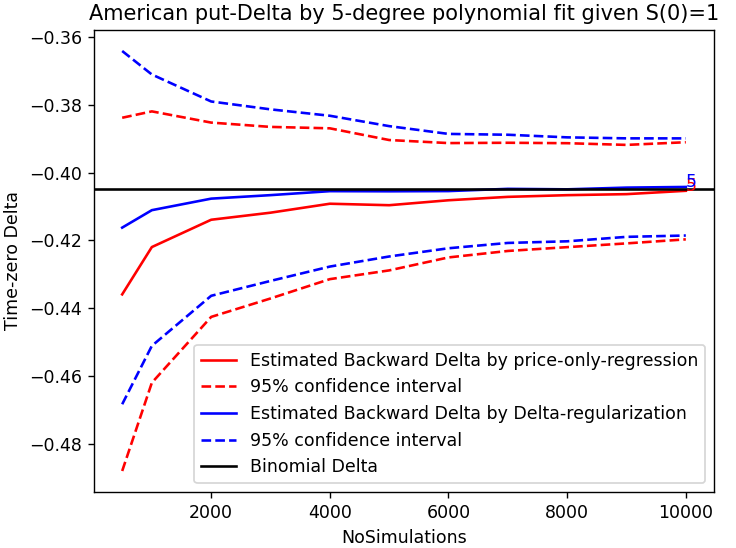 American put-Delta by 5-degree polynomial fit given S(0)=1
Time-zero Delta
−0.36
−0.38
−0.40
−0.42
−0.44
−0.46
−0.48
5
5
Estimated Backward Delta by price-only-regression
95% confidence interval
Estimated Backward Delta by Delta-regularization
95% confidence interval
Binomial Delta
2000 4000 6000 8000 10000
NoSimulations